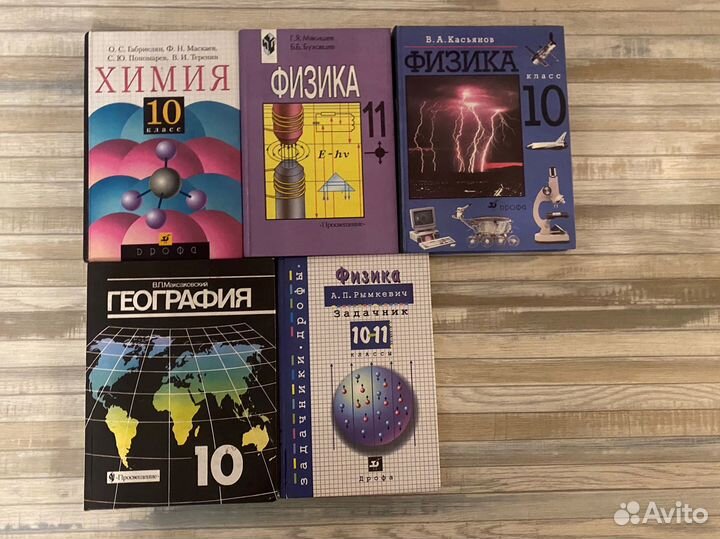 О. С. Габриелян, Ф. Н. Маскаев,
С. Ю. Пономарев, В. И. Теренин
ХИМИЯ
10
класс
дрофа
Г.Я. Мякишев
Б.Б. Буховцев
ФИЗИКА
11
E=hν
«Просвещение»
В. А. Касьянов
ФИЗИКА
класс
10
дрофа
В.П.Максаковский
ГЕОГРАФИЯ
10
«Просвещение»
задачники•дрофы•
Физика
А. П. Рымкевич
Задачник
10-11
классы
Дрофа
Avito